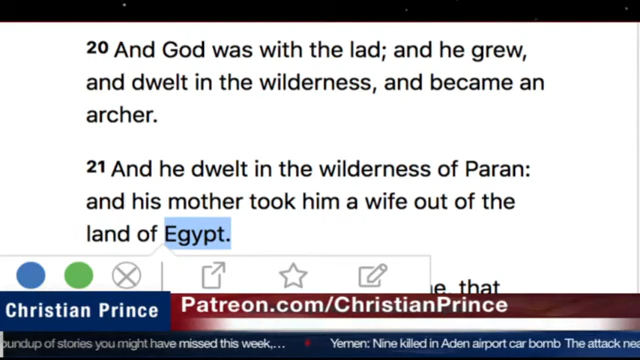 20 And God was with the lad; and he grew,
and dwelt in the wilderness, and became an
archer.
21 And he dwelt in the wilderness of Paran:
and his mother took him a wife out of the
land of Egypt.
that
Christian Prince
Patreon.com/ChristianPrince
oundup of stories you might have missed this week,... Yemen: Nine killed in Aden airport car bomb The attack nea